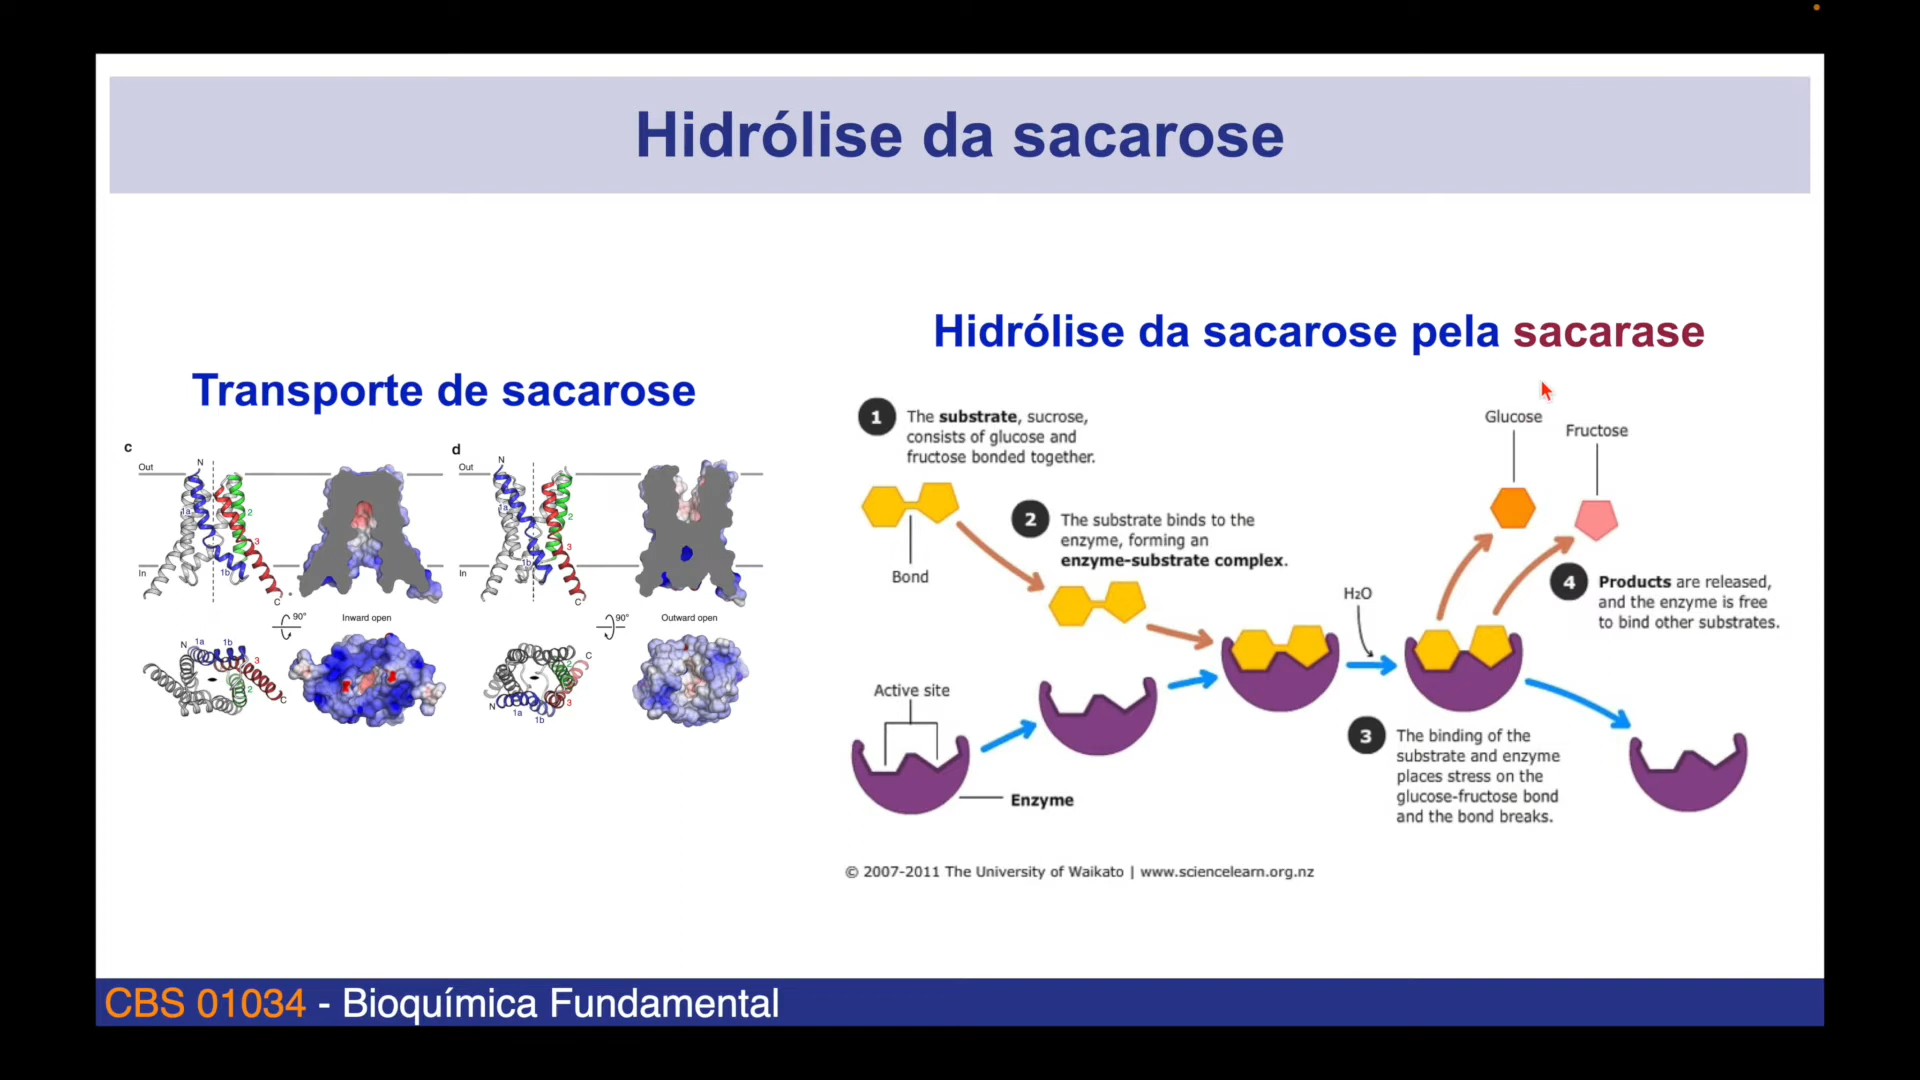 Hidrólise da sacarose
Transporte de sacarose
c
Out
N
1a
2
3
In
1b
C
90°
Inward open
N
1a
1b
3
2
C
d
Out
N
1a
2
3
In
1b
C
90°
Outward open
C
2
N
1a
1b
3
Hidrólise da sacarose pela sacarase
1
The substrate, sucrose,
consists of glucose and
fructose bonded together.
Bond
2
The substrate binds to the
enzyme, forming an
enzyme-substrate complex.
Active site
Enzyme
H₂O
3
The binding of the
substrate and enzyme
places stress on the
glucose-fructose bond
and the bond breaks.
Glucose
Fructose
4
Products are released,
and the enzyme is free
to bind other substrates.
© 2007-2011 The University of Waikato | www.sciencelearn.org.nz
CBS 01034 - Bioquímica Fundamental